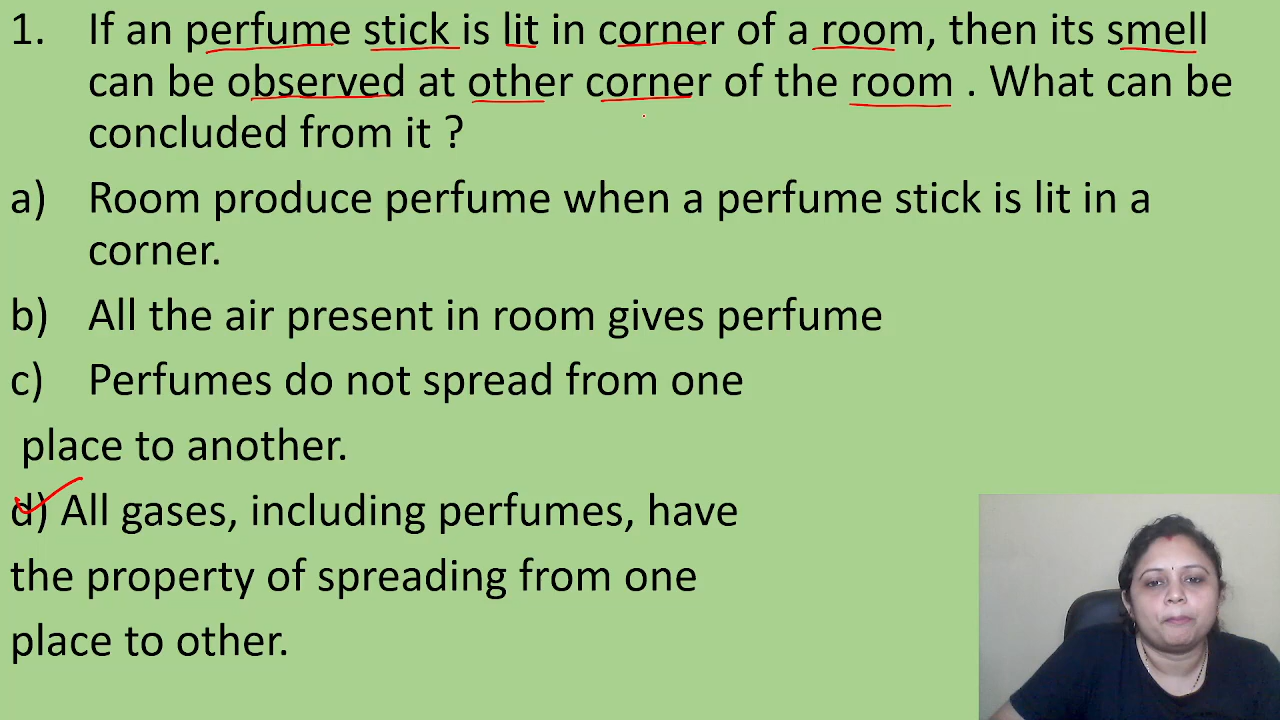 1. If an perfume stick is lit in corner of a room, then its smell
can be observed at other corner of the room . What can be
concluded from it ?
a) Room produce perfume when a perfume stick is lit in a
corner.
b) All the air present in room gives perfume
c) Perfumes do not spread from one
place to another.
d) All gases, including perfumes, have
the property of spreading from one
place to other.